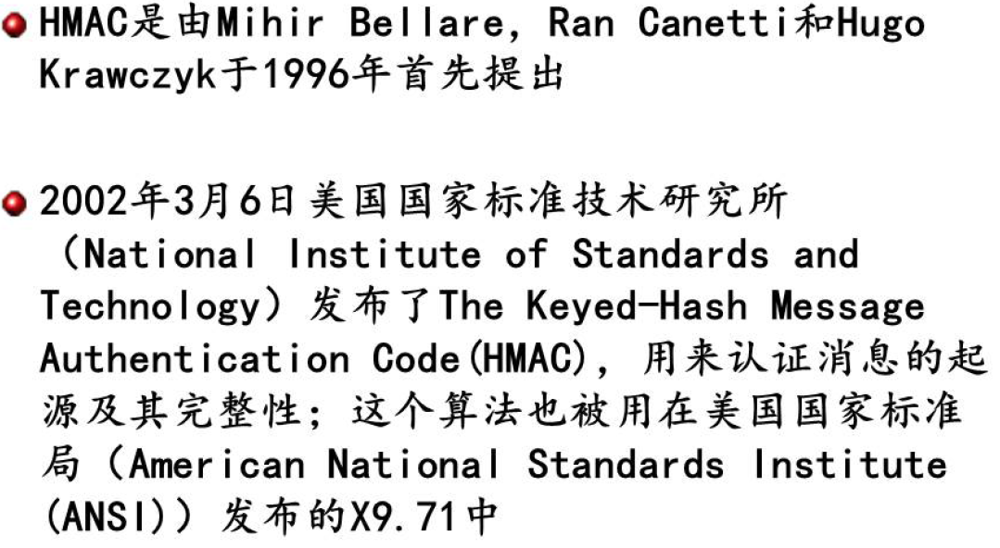 HMAC是由Mihir Bellare, Ran Canetti和Hugo
Krawczyk于1996年首先提出
2002年3月6日美国国家标准技术研究所
（National Institute of Standards and
Technology）发布了The Keyed-Hash Message
Authentication Code(HMAC)，用来认证消息的起
源及其完整性；这个算法也被用在美国国家标准
局（American National Standards Institute
(ANSI)）发布的X9.71中